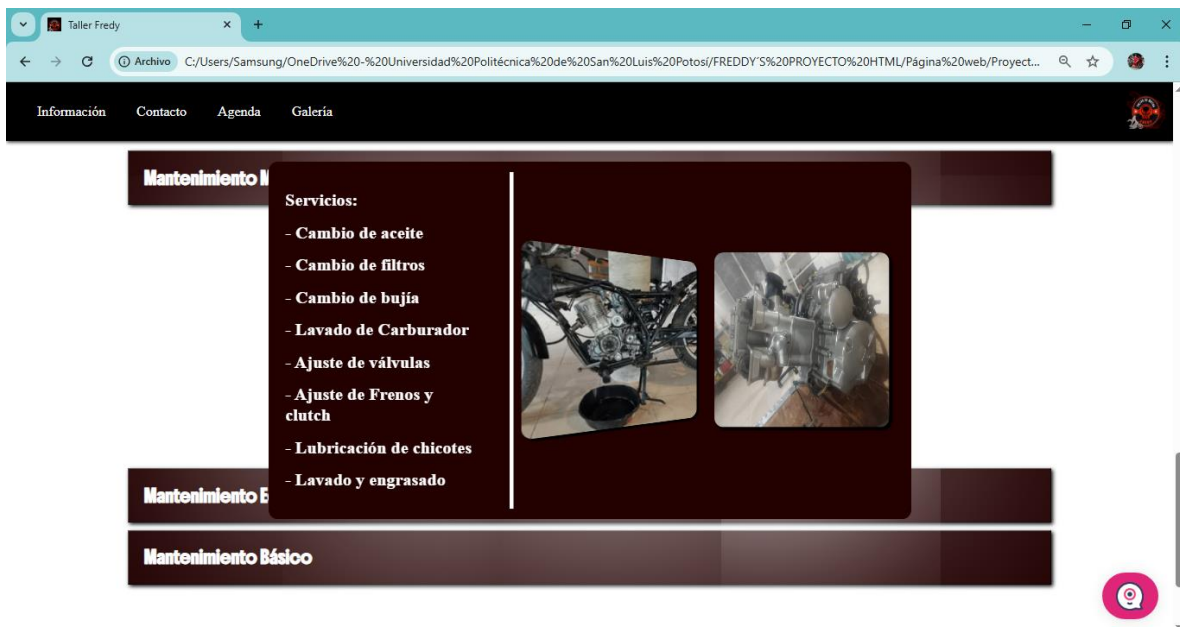 Taller Fredy
Archivo C:/Users/Samsung/OneDrive%20-%20Universidad%20Politécnica%20de%20San%20Luis%20Potosí/FREDDY´S%20PROYECTO%20HTML/Página%20web/Proyect...
Información Contacto Agenda Galería
Mantenimiento M
Servicios:
- Cambio de aceite
- Cambio de filtros
- Cambio de bujía
- Lavado de Carburador
- Ajuste de válvulas
- Ajuste de Frenos y
clutch
- Lubricación de chicotes
- Lavado y engrasado
Mantenimiento E
Mantenimiento Básico